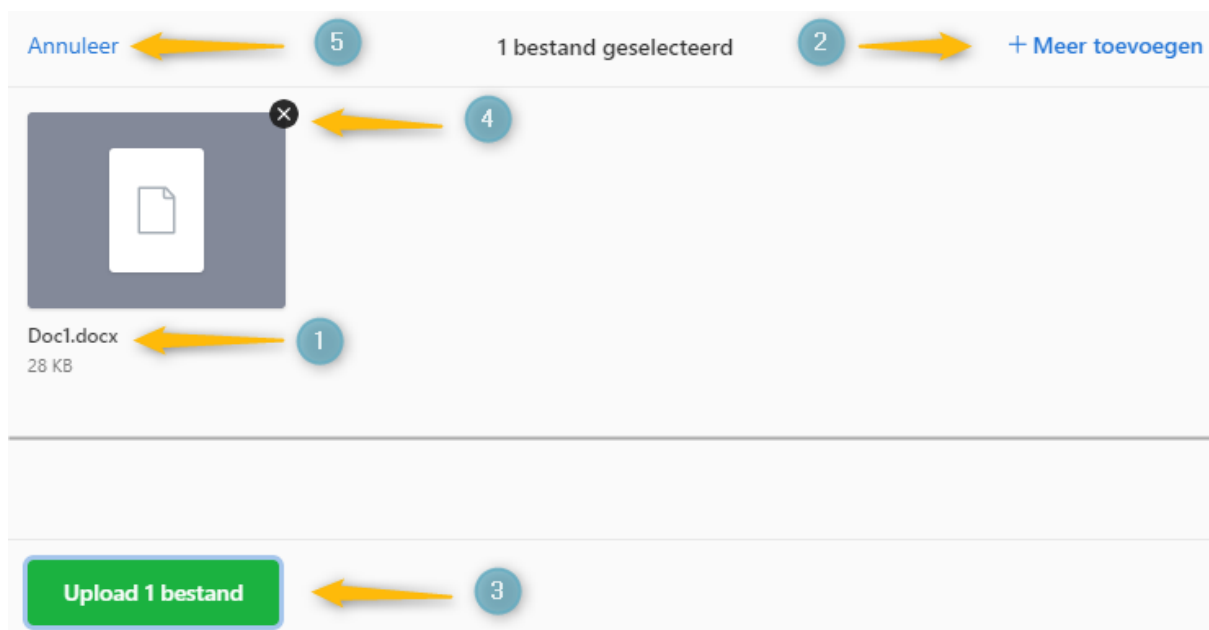 Annuleer 5 1 bestand geselecteerd 2 + Meer toevoegen
4
Doc1.docx 1
28 KB
Upload 1 bestand 3